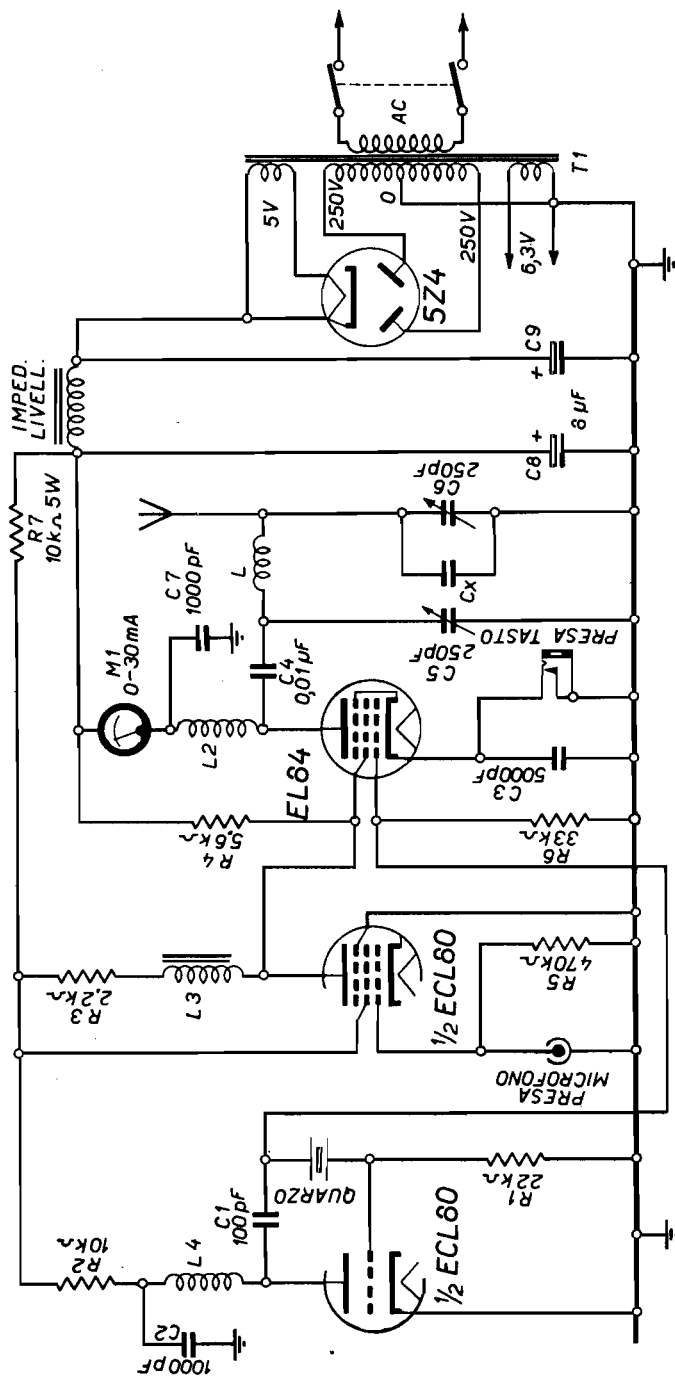 R2
10kΩ
C2
1000pF
L4
C1
100pF
QUARZO
R1
22kΩ
1/2 ECL80
R3
2,2kΩ
L3
1/2 ECL80
PRESA
MICROFONO
R5
470kΩ
R7
10kΩ 5W
R4
5,6kΩ
M1
0-30mA
C7
1000pF
L2
C4
0,01µF
EL84
R6
33kΩ
C3
5000pF
PRESA TASTO
L
C5
250pF
Cx
C6
250pF
IMPED.
LIVELL.
C8
+
8µF
C9
+
5Z4
5V
250V
0
250V
6,3V
AC
T1